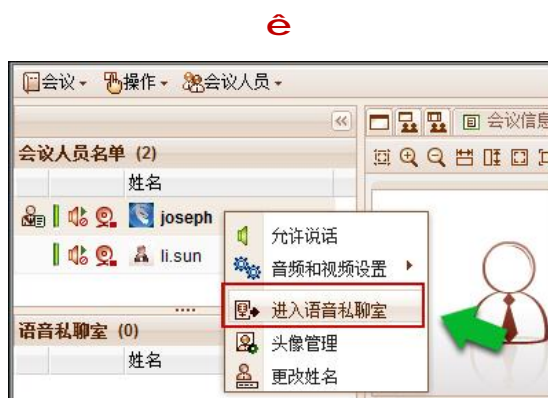 ê
会议 操作 会议人员
会议信息
会议人员名单 (2)
姓名
joseph
li.sun
允许说话
音频和视频设置
进入语音私聊室
头像管理
更改姓名
语音私聊室 (0)
姓名